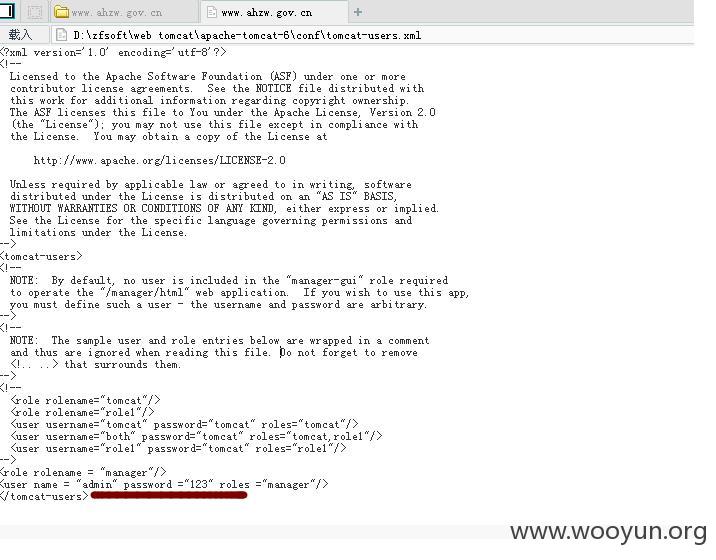 www.ahzw.gov.cn www.ahzw.gov.cn +
载入 D:\zfsoft\web tomcat\apache-tomcat-6\conf\tomcat-users.xml
<?xml version='1.0' encoding='utf-8'?>
<!--
Licensed to the Apache Software Foundation (ASF) under one or more
contributor license agreements. See the NOTICE file distributed with
this work for additional information regarding copyright ownership.
The ASF licenses this file to You under the Apache License, Version 2.0
(the "License"); you may not use this file except in compliance with
the License. You may obtain a copy of the License at
http://www.apache.org/licenses/LICENSE-2.0
Unless required by applicable law or agreed to in writing, software
distributed under the License is distributed on an "AS IS" BASIS,
WITHOUT WARRANTIES OR CONDITIONS OF ANY KIND, either express or implied.
See the License for the specific language governing permissions and
limitations under the License.
-->
<tomcat-users>
<!--
NOTE: By default, no user is included in the "manager-gui" role required
to operate the "/manager/html" web application. If you wish to use this app,
you must define such a user - the username and password are arbitrary.
-->
<!--
NOTE: The sample user and role entries below are wrapped in a comment
and thus are ignored when reading this file. Do not forget to remove
<!.. ..> that surrounds them.
-->
<!--
<role rolename="tomcat"/>
<role rolename="role1"/>
<user username="tomcat" password="tomcat" roles="tomcat"/>
<user username="both" password="tomcat" roles="tomcat,role1"/>
<user username="role1" password="tomcat" roles="role1"/>
-->
<role rolename = "manager"/>
<user name = "admin" password ="123" roles ="manager"/>
</tomcat-users>
www.wooyun.org